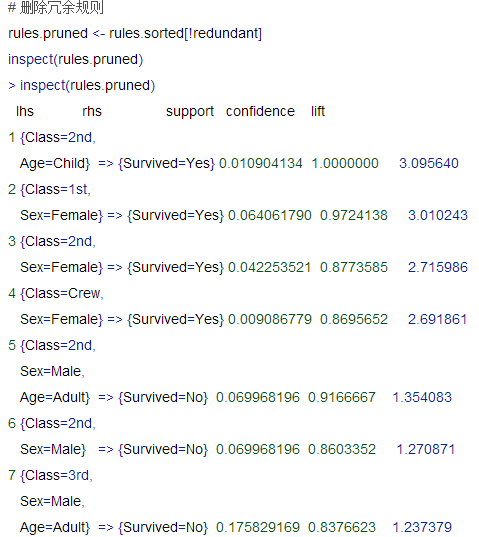 # 删除冗余规则
rules.pruned <- rules.sorted[!redundant]
inspect(rules.pruned)
> inspect(rules.pruned)
lhs rhs support confidence lift
1 {Class=2nd,
Age=Child} => {Survived=Yes} 0.010904134 1.0000000 3.095640
2 {Class=1st,
Sex=Female} => {Survived=Yes} 0.064061790 0.9724138 3.010243
3 {Class=2nd,
Sex=Female} => {Survived=Yes} 0.042253521 0.8773585 2.715986
4 {Class=Crew,
Sex=Female} => {Survived=Yes} 0.009086779 0.8695652 2.691861
5 {Class=2nd,
Sex=Male,
Age=Adult} => {Survived=No} 0.069968196 0.9166667 1.354083
6 {Class=2nd,
Sex=Male} => {Survived=No} 0.069968196 0.8603352 1.270871
7 {Class=3rd,
Sex=Male,
Age=Adult} => {Survived=No} 0.175829169 0.8376623 1.237379